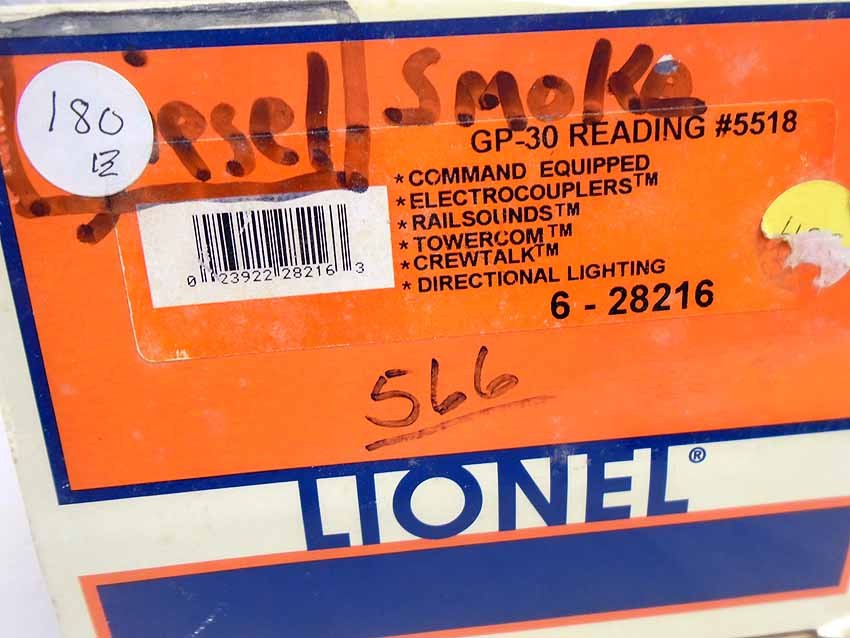 Diesel Smoke
180
GP-30 READING #5518
*COMMAND EQUIPPED
*ELECTROCOUPLERS™
*RAILSOUNDS™
*TOWERCOM™
*CREWTALK™
*DIRECTIONAL LIGHTING
6 - 28216
0 23922 28216 3
566
LIONEL®